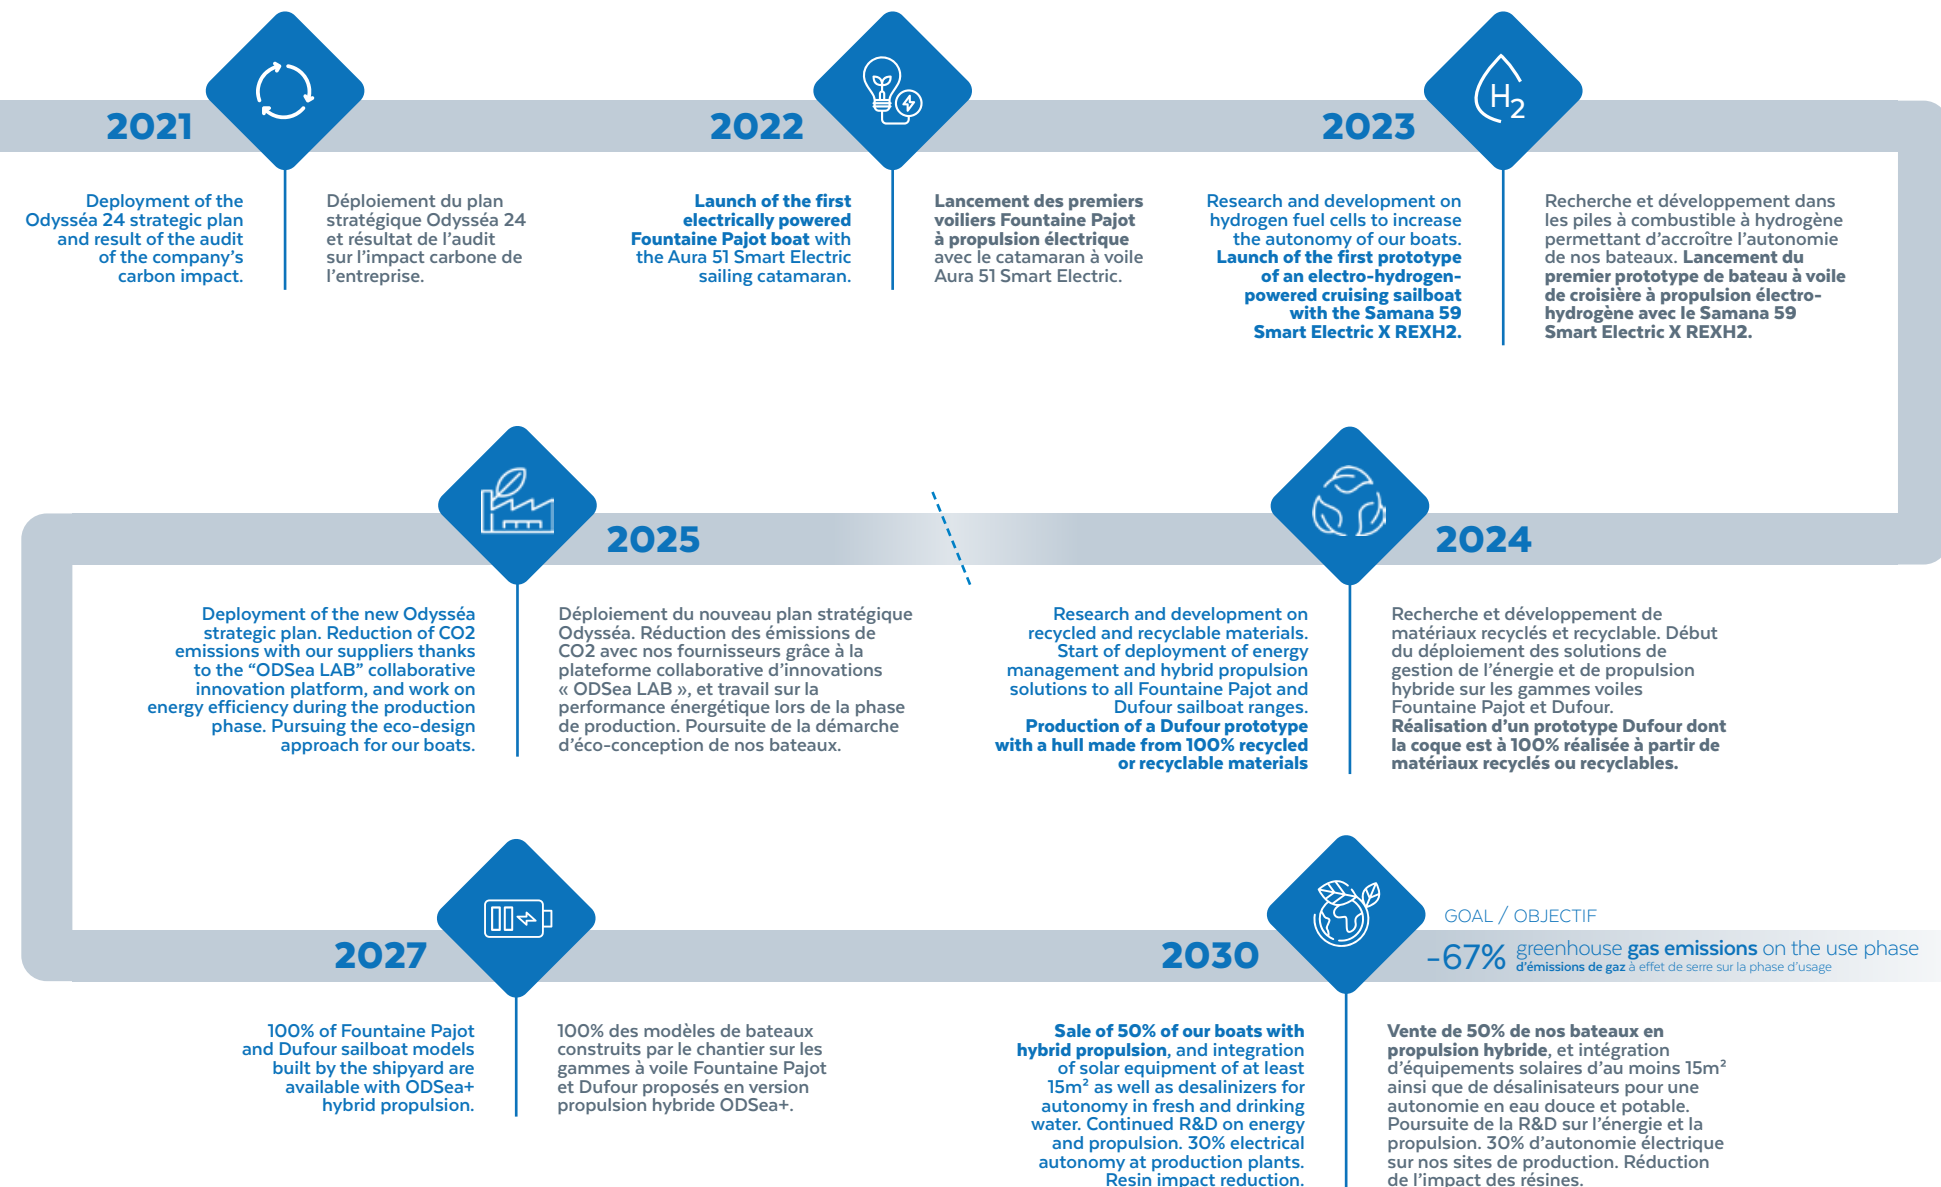 2021
Deployment of the
Odysséa 24 strategic plan
and result of the audit
of the company's
carbon impact.
Déploiement du plan
stratégique Odysséa 24
et résultat de l'audit
sur l'impact carbone de
l'entreprise.
2022
Launch of the first
electrically powered
Fountaine Pajot boat with
the Aura 51 Smart Electric
sailing catamaran.
Lancement des premiers
voiliers Fountaine Pajot
à propulsion électrique
avec le catamaran à voile
Aura 51 Smart Electric.
2023
H2
Research and development on
hydrogen fuel cells to increase
the autonomy of our boats.
Launch of the first prototype
of an electro-hydrogen-
powered cruising sailboat
with the Samana 59
Smart Electric X REXH2.
Recherche et développement dans
les piles à combustible à hydrogène
permettant d'accroître l'autonomie
de nos bateaux. Lancement du
premier prototype de bateau à voile
de croisière à propulsion électro-
hydrogène avec le Samana 59
Smart Electric X REXH2.
2024
Research and development on
recycled and recyclable materials.
Start of deployment of energy
management and hybrid propulsion
solutions to all Fountaine Pajot and
Dufour sailboat ranges.
Production of a Dufour prototype
with a hull made from 100% recycled
or recyclable materials
Recherche et développement de
matériaux recyclés et recyclable. Début
du déploiement des solutions de
gestion de l'énergie et de propulsion
hybride sur les gammes voiles
Fountaine Pajot et Dufour.
Réalisation d'un prototype Dufour dont
la coque est à 100% réalisée à partir de
matériaux recyclés ou recyclables.
2025
Deployment of the new Odysséa
strategic plan. Reduction of CO2
emissions with our suppliers thanks
to the “ODSea LAB” collaborative
innovation platform, and work on
energy efficiency during the production
phase. Pursuing the eco-design
approach for our boats.
Déploiement du nouveau plan stratégique
Odysséa. Réduction des émissions de
CO2 avec nos fournisseurs grâce à la
plateforme collaborative d'innovations
« ODSea LAB », et travail sur la
performance énergétique lors de la phase
de production. Poursuite de la démarche
d'éco-conception de nos bateaux.
2027
100% of Fountaine Pajot
and Dufour sailboat models
built by the shipyard are
available with ODSea+
hybrid propulsion.
100% des modèles de bateaux
construits par le chantier sur les
gammes à voile Fountaine Pajot
et Dufour proposés en version
propulsion hybride ODSea+.
2030
GOAL / OBJECTIF
-67% greenhouse gas emissions on the use phase
d'émissions de gaz à effet de serre sur la phase d'usage
Sale of 50% of our boats with
hybrid propulsion, and integration
of solar equipment of at least
15m² as well as desalinizers for
autonomy in fresh and drinking
water. Continued R&D on energy
and propulsion. 30% electrical
autonomy at production plants.
Resin impact reduction.
Vente de 50% de nos bateaux en
propulsion hybride, et intégration
d'équipements solaires d'au moins 15m²
ainsi que de désalinisateurs pour une
autonomie en eau douce et potable.
Poursuite de la R&D sur l'énergie et la
propulsion. 30% d'autonomie électrique
sur nos sites de production. Réduction
de l'impact des résines.